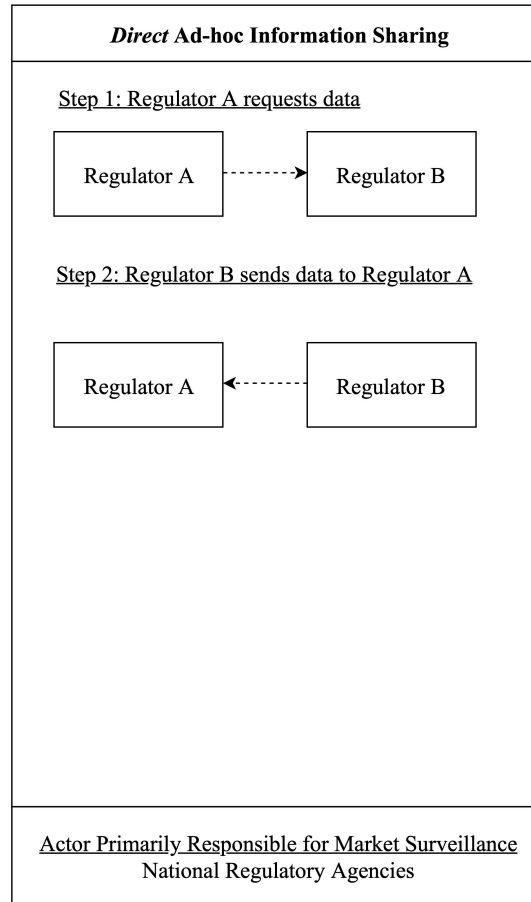 Direct Ad-hoc Information Sharing
Step 1: Regulator A requests data
Regulator A
Regulator B
Step 2: Regulator B sends data to Regulator A
Regulator A
Regulator B
Actor Primarily Responsible for Market Surveillance
National Regulatory Agencies